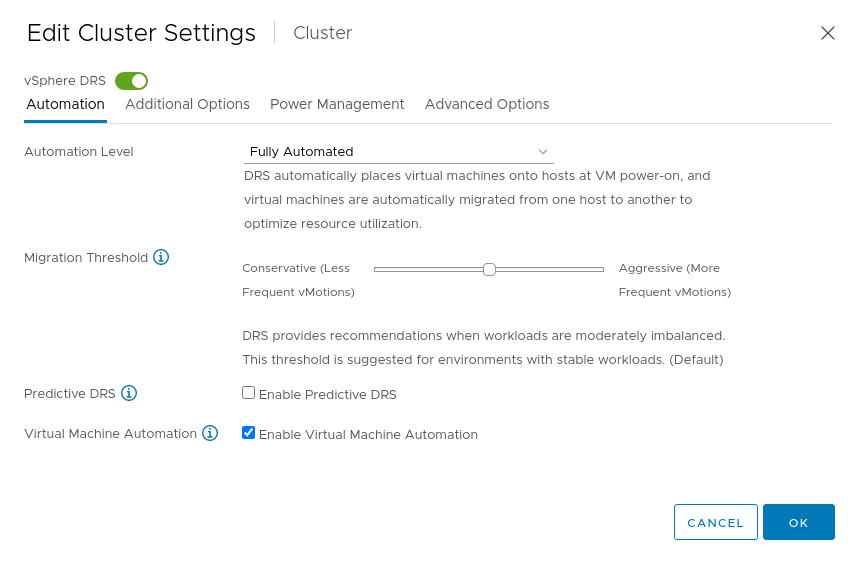 Edit Cluster Settings Cluster
vSphere DRS
Automation Additional Options Power Management Advanced Options
Automation Level Fully Automated
DRS automatically places virtual machines onto hosts at VM power-on, and
virtual machines are automatically migrated from one host to another to
optimize resource utilization.
Migration Threshold
Conservative (Less
Frequent vMotions)
Aggressive (More
Frequent vMotions)
DRS provides recommendations when workloads are moderately imbalanced.
This threshold is suggested for environments with stable workloads. (Default)
Predictive DRS Enable Predictive DRS
Virtual Machine Automation Enable Virtual Machine Automation
CANCEL OK